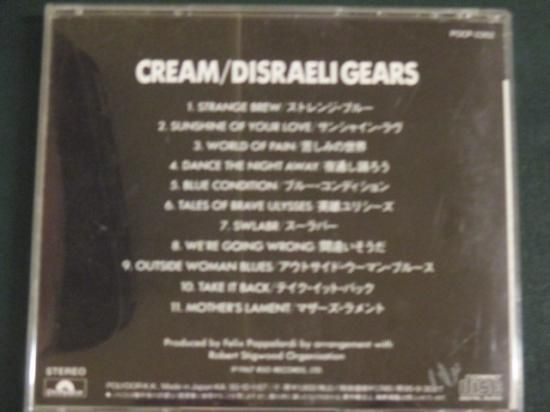 CREAM/DISRAELI GEARS
1. STRANGE BREW/ストレンジ・ブルー
2. SUNSHINE OF YOUR LOVE/サンシャイン・ラヴ
3. WORLD OF PAIN/苦しみの世界
4. DANCE THE NIGHT AWAY/夜通し踊ろう
5. BLUE CONDITION/ブルー・コンディション
6. TALES OF BRAVE ULYSSES/英雄ユリシーズ
7. SWLABR/スーラバー
8. WE'RE GOING WRONG/間違いそうだ
9. OUTSIDE WOMAN BLUES/アウトサイド・ウーマン・ブルース
10. TAKE IT BACK/テイク・イット・バック
11. MOTHER'S LAMENT/マザーズ・ラメント
Produced by Felix Pappalardi by arrangement with
Robert Stigwood Organisation
STEREO
POLYDOR K.K. Made in Japan